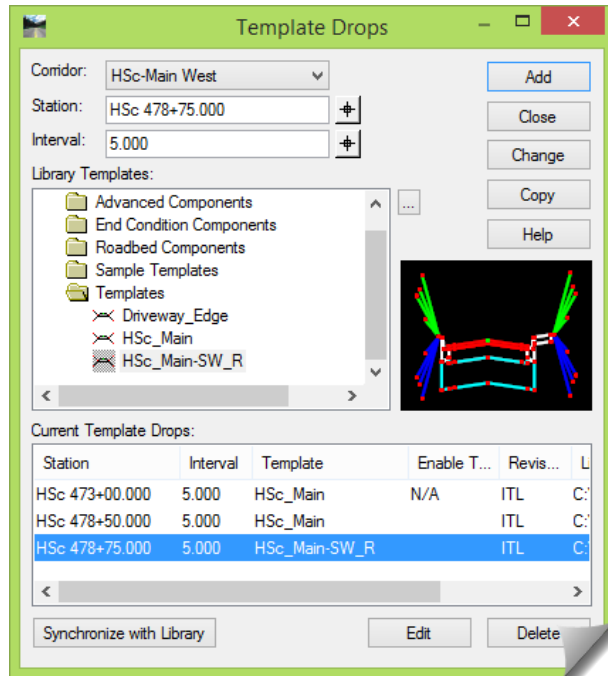 Template Drops
Corridor: HSc-Main West Add
Station: HSc 478+75.000 Close
Interval: 5.000 Change
Library Templates: Copy
Advanced Components ...
End Condition Components Help
Roadbed Components
Sample Templates
Templates
Driveway_Edge
HSc_Main
HSc_Main-SW_R
Current Template Drops:
Station Interval Template Enable T... Revis... Li
HSc 473+00.000 5.000 HSc_Main N/A ITL C:\
HSc 478+50.000 5.000 HSc_Main ITL C:\
HSc 478+75.000 5.000 HSc_Main-SW_R ITL C:\
Synchronize with Library Edit Delete